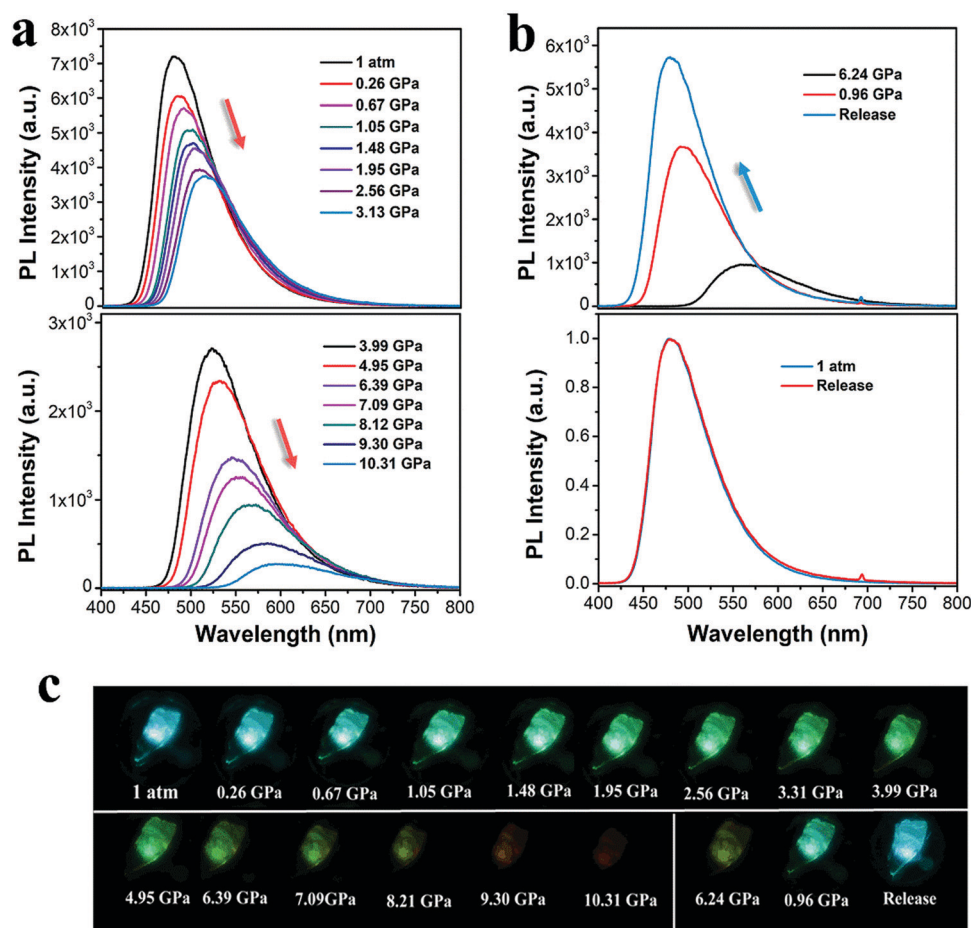 a
PL Intensity (a.u.)
8x10³
7x10³
6x10³
5x10³
4x10³
3x10³
2x10³
1x10³
0
1 atm
0.26 GPa
0.67 GPa
1.05 GPa
1.48 GPa
1.95 GPa
2.56 GPa
3.13 GPa
PL Intensity (a.u.)
3x10³
2x10³
1x10³
0
3.99 GPa
4.95 GPa
6.39 GPa
7.09 GPa
8.12 GPa
9.30 GPa
10.31 GPa
400 450 500 550 600 650 700 750 800
Wavelength (nm)
b
PL Intensity (a.u.)
6x10³
5x10³
4x10³
3x10³
2x10³
1x10³
0
6.24 GPa
0.96 GPa
Release
PL Intensity (a.u.)
1.0
0.8
0.6
0.4
0.2
0.0
1 atm
Release
400 450 500 550 600 650 700 750 800
Wavelength (nm)
c
1 atm 0.26 GPa 0.67 GPa 1.05 GPa 1.48 GPa 1.95 GPa 2.56 GPa 3.31 GPa 3.99 GPa
4.95 GPa 6.39 GPa 7.09GPa 8.21 GPa 9.30 GPa 10.31 GPa 6.24 GPa 0.96 GPa Release